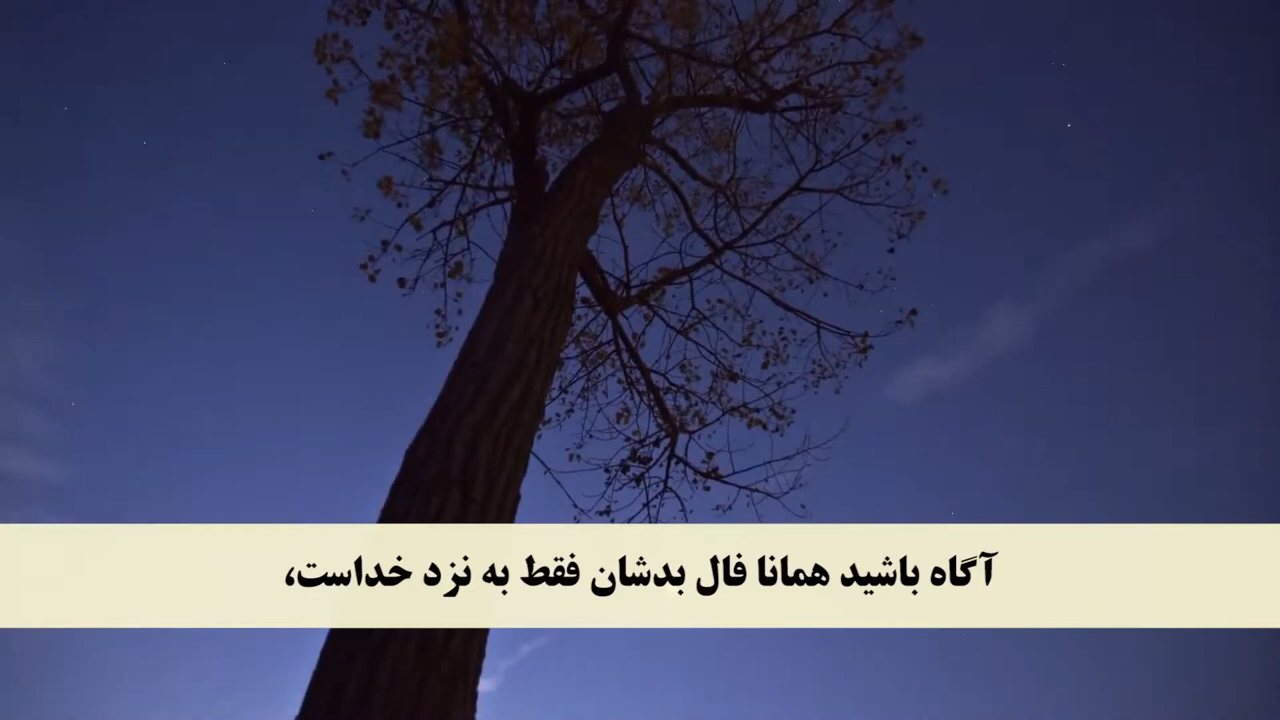 آگاه باشید همانا فال بدشان فقط به نزد خداست،